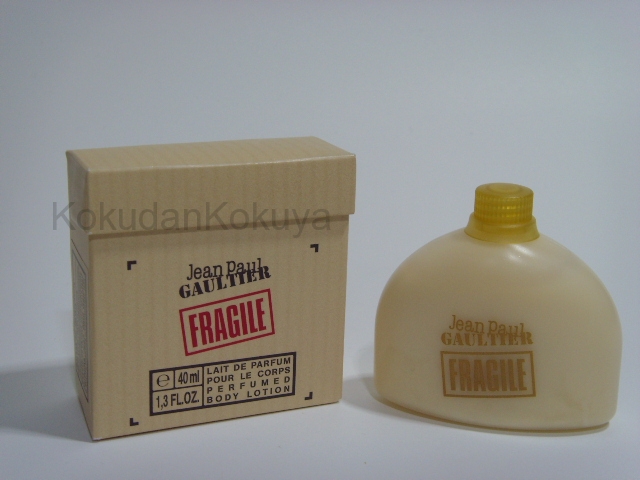 KokudanKokuya
Jean Paul
GAULTIER
FRAGILE
e 40 ml
1,3 FL.OZ.
LAIT DE PARFUM
POUR LE CORPS
PERFUMED
BODY LOTION
Jean Paul
GAULTIER
FRAGILE